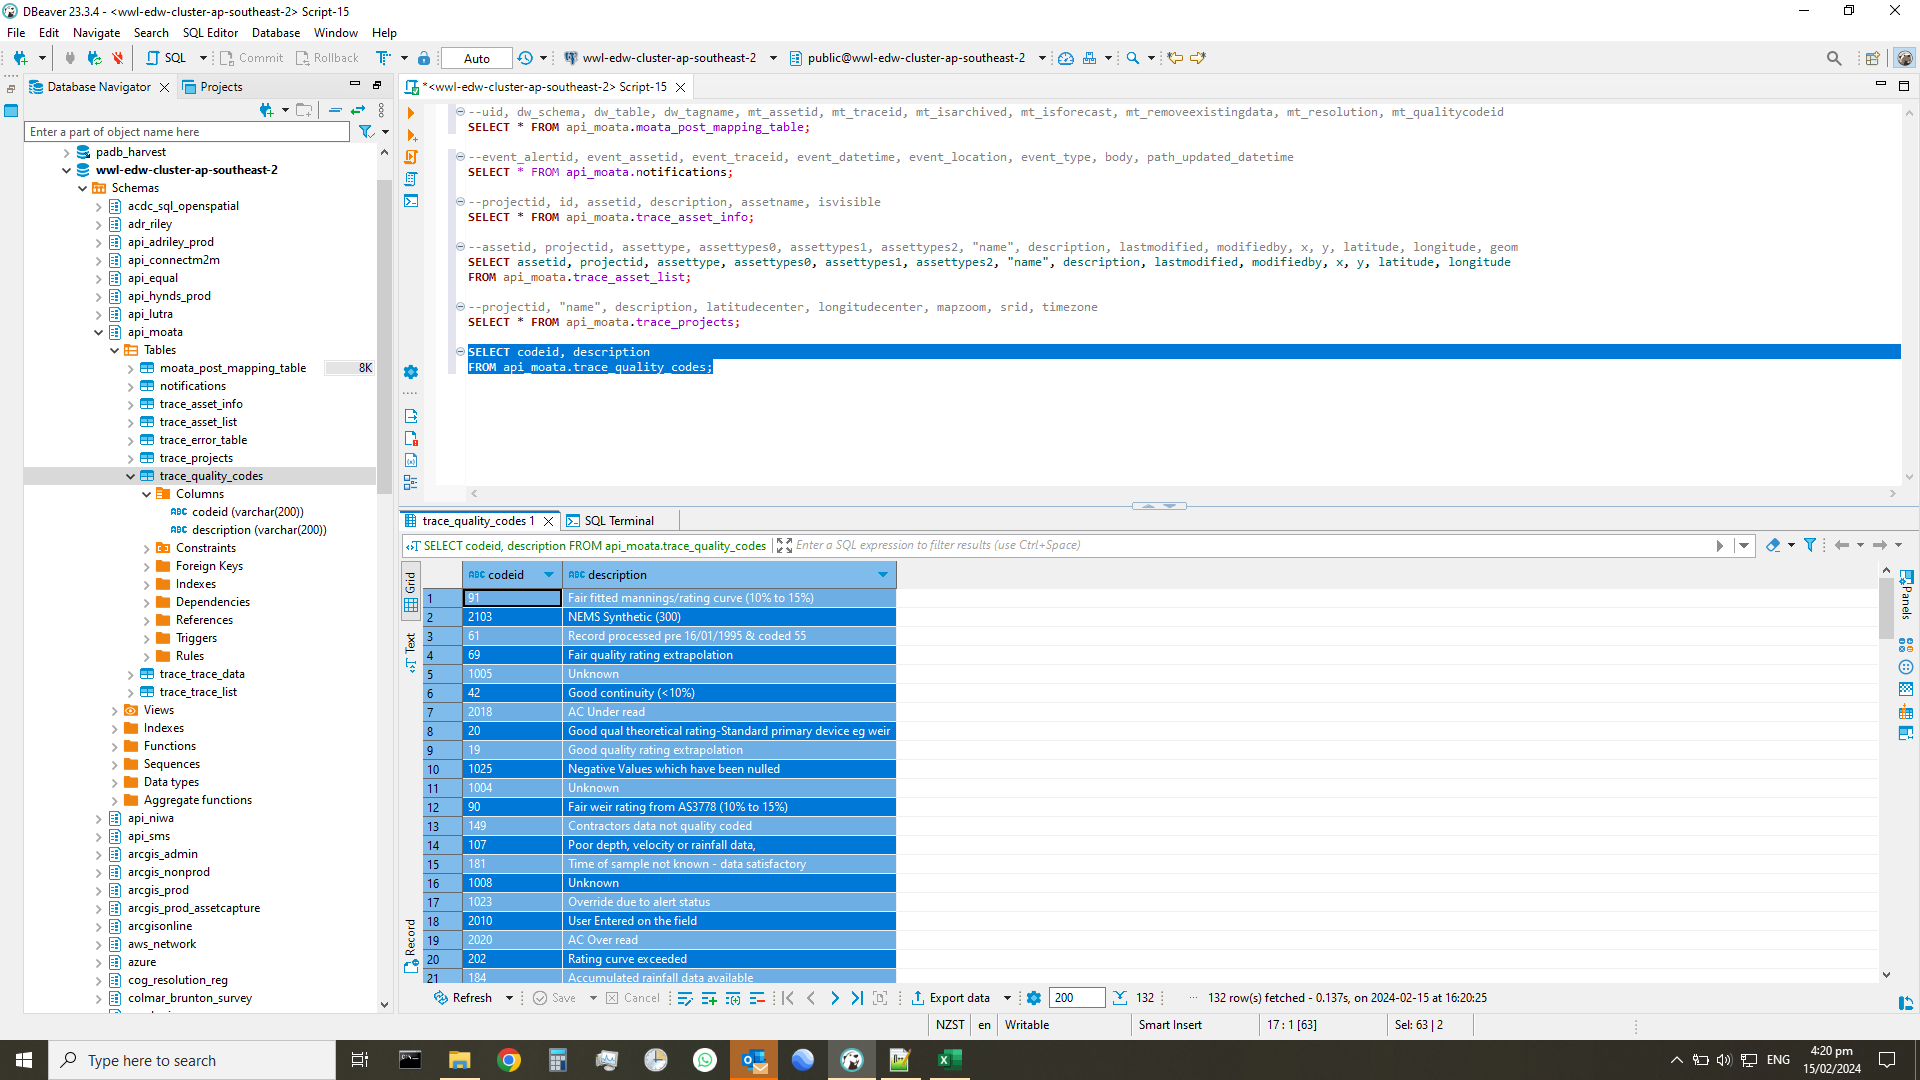 DBeaver 23.3.4 - <wwl-edw-cluster-ap-southeast-2> Script-15
File Edit Navigate Search SQL Editor Database Window Help
SQL Commit Rollback Auto wwl-edw-cluster-ap-southeast-2 public@wwl-edw-cluster-ap-southeast-2
Database Navigator Projects
Enter a part of object name here
padb_harvest
wwl-edw-cluster-ap-southeast-2
Schemas
acdc_sql_openspatial
adr_riley
api_adriley_prod
api_connectm2m
api_equal
api_hynds_prod
api_lutra
api_moata
Tables
moata_post_mapping_table 8K
notifications
trace_asset_info
trace_asset_list
trace_error_table
trace_projects
trace_quality_codes
Columns
ABC codeid (varchar(200))
ABC description (varchar(200))
Constraints
Foreign Keys
Indexes
Dependencies
References
Triggers
Rules
trace_trace_data
trace_trace_list
Views
Indexes
Functions
Sequences
Data types
Aggregate functions
api_niwa
api_sms
arcgis_admin
arcgis_nonprod
arcgis_prod
arcgis_prod_assetcapture
arcgisonline
aws_network
azure
cog_resolution_reg
colmar_brunton_survey
*<wwl-edw-cluster-ap-southeast-2> Script-15
--uid, dw_schema, dw_table, dw_tagname, mt_assetid, mt_traceid, mt_isarchived, mt_isforecast, mt_removeexistingdata, mt_resolution, mt_qualitycodeid
SELECT * FROM api_moata.moata_post_mapping_table;
--event_alertid, event_assetid, event_traceid, event_datetime, event_location, event_type, body, path_updated_datetime
SELECT * FROM api_moata.notifications;
--projectid, id, assetid, description, assetname, isvisible
SELECT * FROM api_moata.trace_asset_info;
--assetid, projectid, assettype, assettypes0, assettypes1, assettypes2, "name", description, lastmodified, modifiedby, x, y, latitude, longitude, geom
SELECT assetid, projectid, assettype, assettypes0, assettypes1, assettypes2, "name", description, lastmodified, modifiedby, x, y, latitude, longitude
FROM api_moata.trace_asset_list;
--projectid, "name", description, latitudecenter, longitudecenter, mapzoom, srid, timezone
SELECT * FROM api_moata.trace_projects;
SELECT codeid, description
FROM api_moata.trace_quality_codes;
trace_quality_codes 1 SQL Terminal
SELECT codeid, description FROM api_moata.trace_quality_codes Enter a SQL expression to filter results (use Ctrl+Space)
Grid
Text
Record
Panels
ABC codeid ABC description
1 91 Fair fitted mannings/rating curve (10% to 15%)
2 2103 NEMS Synthetic (300)
3 61 Record processed pre 16/01/1995 & coded 55
4 69 Fair quality rating extrapolation
5 1005 Unknown
6 42 Good continuity (<10%)
7 2018 AC Under read
8 20 Good qual theoretical rating-Standard primary device eg weir
9 19 Good quality rating extrapolation
10 1025 Negative Values which have been nulled
11 1004 Unknown
12 90 Fair weir rating from AS3778 (10% to 15%)
13 149 Contractors data not quality coded
14 107 Poor depth, velocity or rainfall data,
15 181 Time of sample not known - data satisfactory
16 1008 Unknown
17 1023 Override due to alert status
18 2010 User Entered on the field
19 2020 AC Over read
20 202 Rating curve exceeded
21 184 Accumulated rainfall data available
Refresh Save Cancel Export data 200 132 132 row(s) fetched - 0.137s, on 2024-02-15 at 16:20:25
NZST en Writable Smart Insert 17 : 1 [63] Sel: 63 | 2
Type here to search
ENG
4:20 pm
15/02/2024